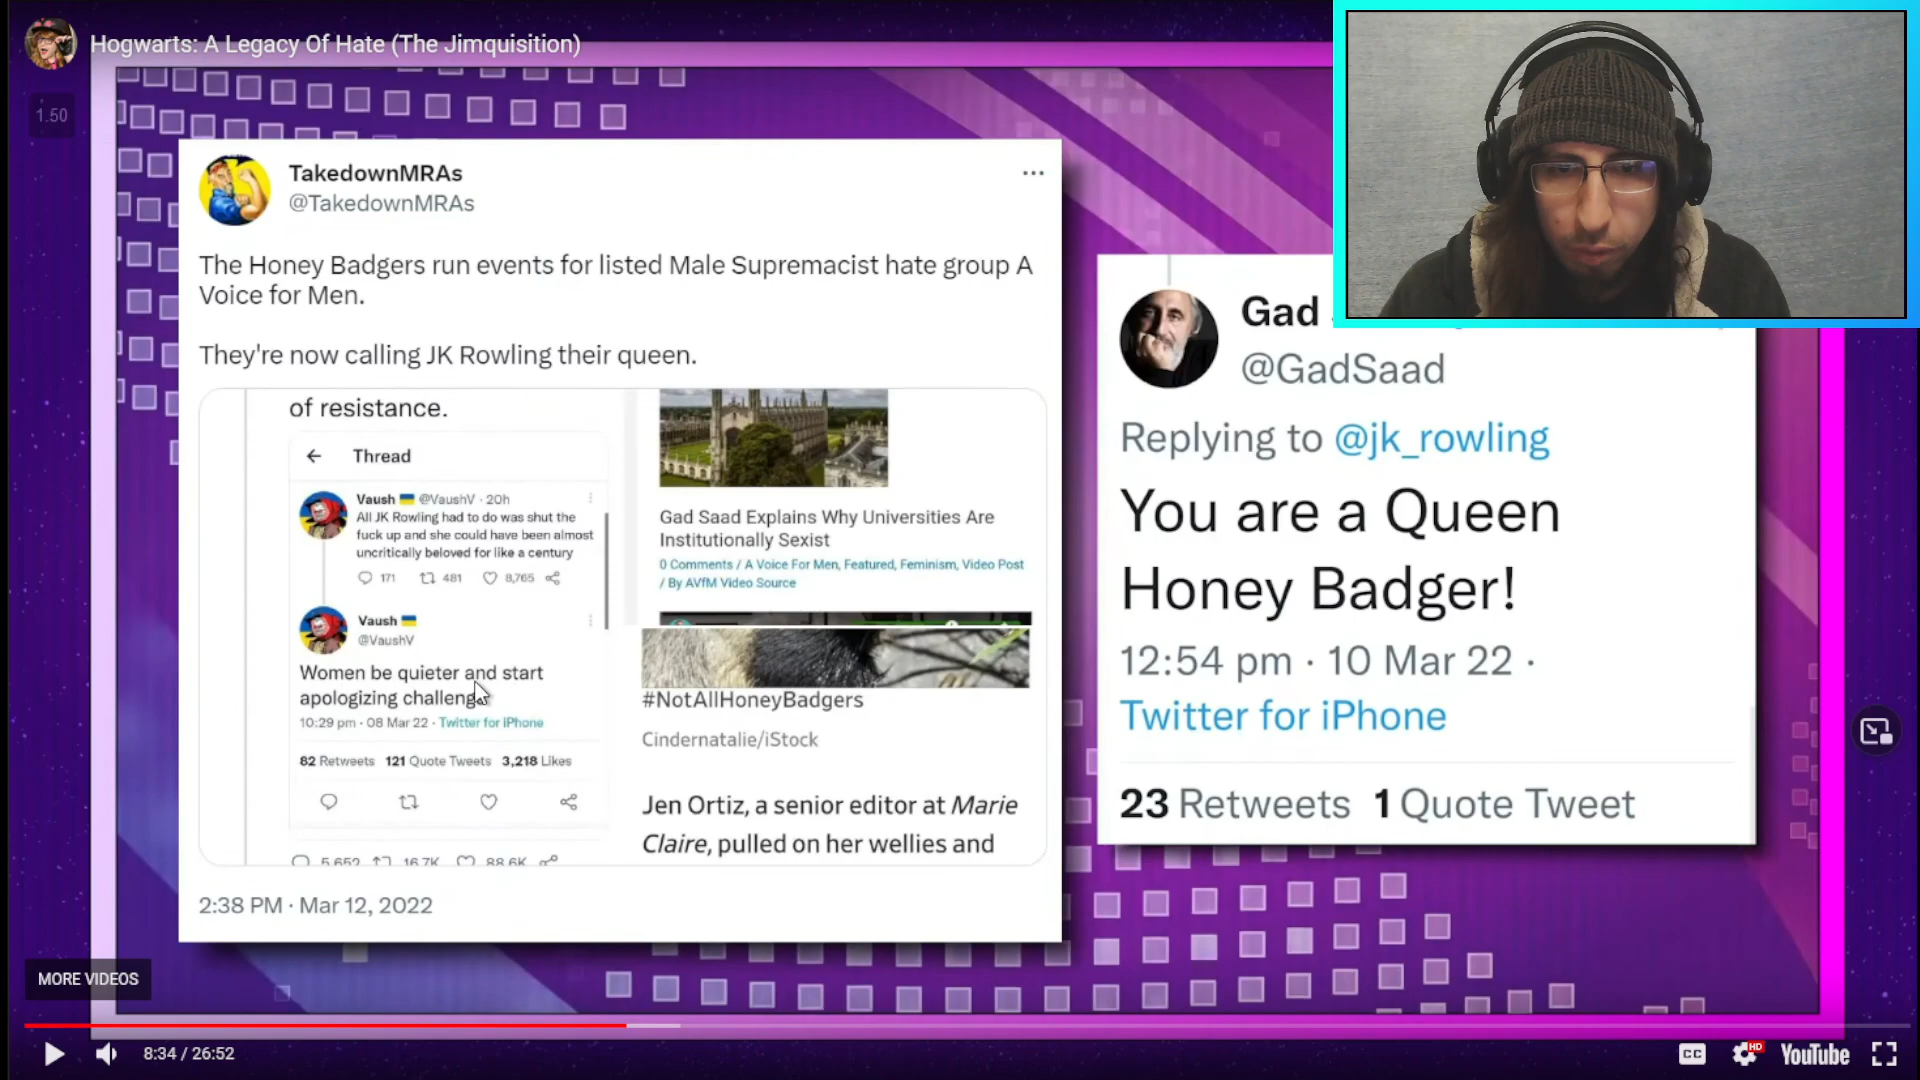 Hogwarts: A Legacy Of Hate (The Jimquisition)
1.50
TakedownMRAs
@TakedownMRAs
The Honey Badgers run events for listed Male Supremacist hate group A
Voice for Men.
They're now calling JK Rowling their queen.
of resistance.
Thread
Vaush @VaushV · 20h
All JK Rowling had to do was shut the
fuck up and she could have been almost
uncritically beloved for like a century
171 481 8,765
Vaush
@VaushV
Women be quieter and start
apologizing challenge
10:29 pm · 08 Mar 22 · Twitter for iPhone
82 Retweets 121 Quote Tweets 3,218 Likes
5,652 16.7K 88.6K
Gad Saad Explains Why Universities Are
Institutionally Sexist
0 Comments / A Voice For Men, Featured, Feminism, Video Post
/ By AVfM Video Source
#NotAllHoneyBadgers
Cindernatalie/iStock
Jen Ortiz, a senior editor at Marie
Claire, pulled on her wellies and
2:38 PM · Mar 12, 2022
Gad
@GadSaad
Replying to @jk_rowling
You are a Queen
Honey Badger!
12:54 pm · 10 Mar 22 ·
Twitter for iPhone
23 Retweets 1 Quote Tweet
MORE VIDEOS
8:34 / 26:52
CC
HD
YouTube